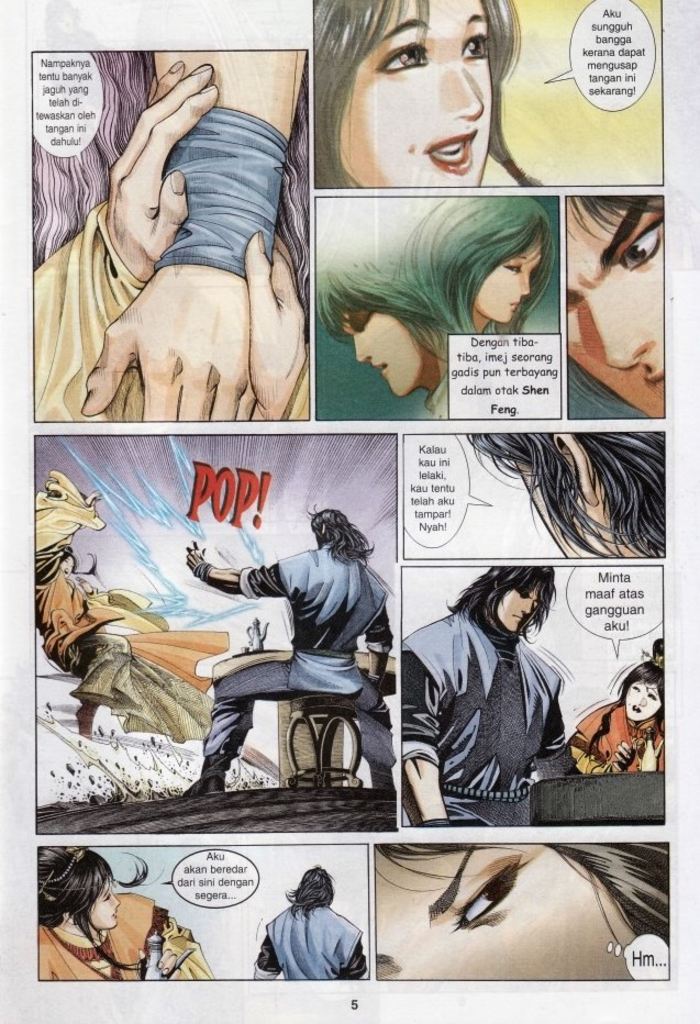 Nampaknya
tentu banyak
jaguh yang
telah di-
tewaskan oleh
tangan ini
dahulu!
Aku
sungguh
bangga
kerana dapat
mengusap
tangan ini
sekarang!
Dengan tiba-
tiba, imej seorang
gadis pun terbayang
dalam otak Shen
Feng.
POP!
Kalau
kau ini
lelaki,
kau tentu
telah aku
tampar!
Nyah!
Minta
maaf atas
gangguan
aku!
Aku
akan beredar
dari sini dengan
segera...
Hm...
5